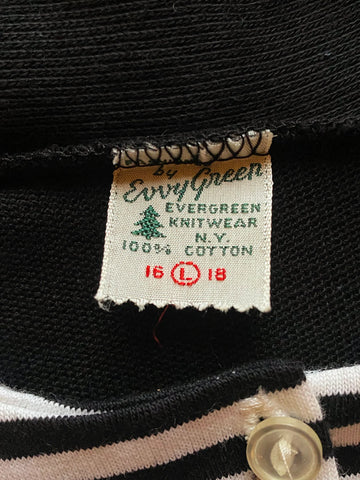 by
EvvyGreen
EVERGREEN
KNITWEAR
N.Y.
100% COTTON
16 L 18